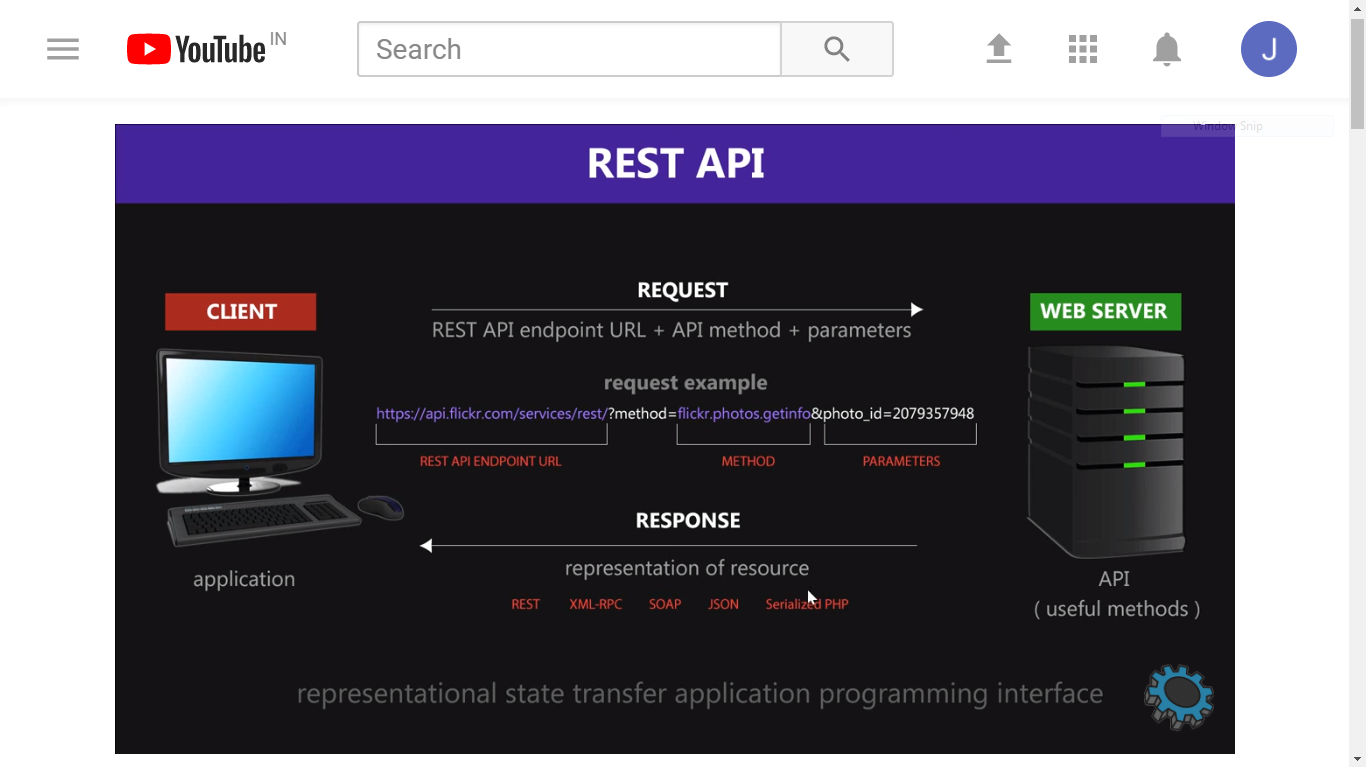 YouTube IN
Search
J
Window Snip
REST API
REQUEST
CLIENT
WEB SERVER
REST API endpoint URL + API method + parameters
request example
https://api.flickr.com/services/rest/?method=flickr.photos.getinfo&photo_id=2079357948
REST API ENDPOINT URL METHOD PARAMETERS
RESPONSE
representation of resource
application
API
REST XML-RPC SOAP JSON Serialized PHP
( useful methods )
representational state transfer application programming interface